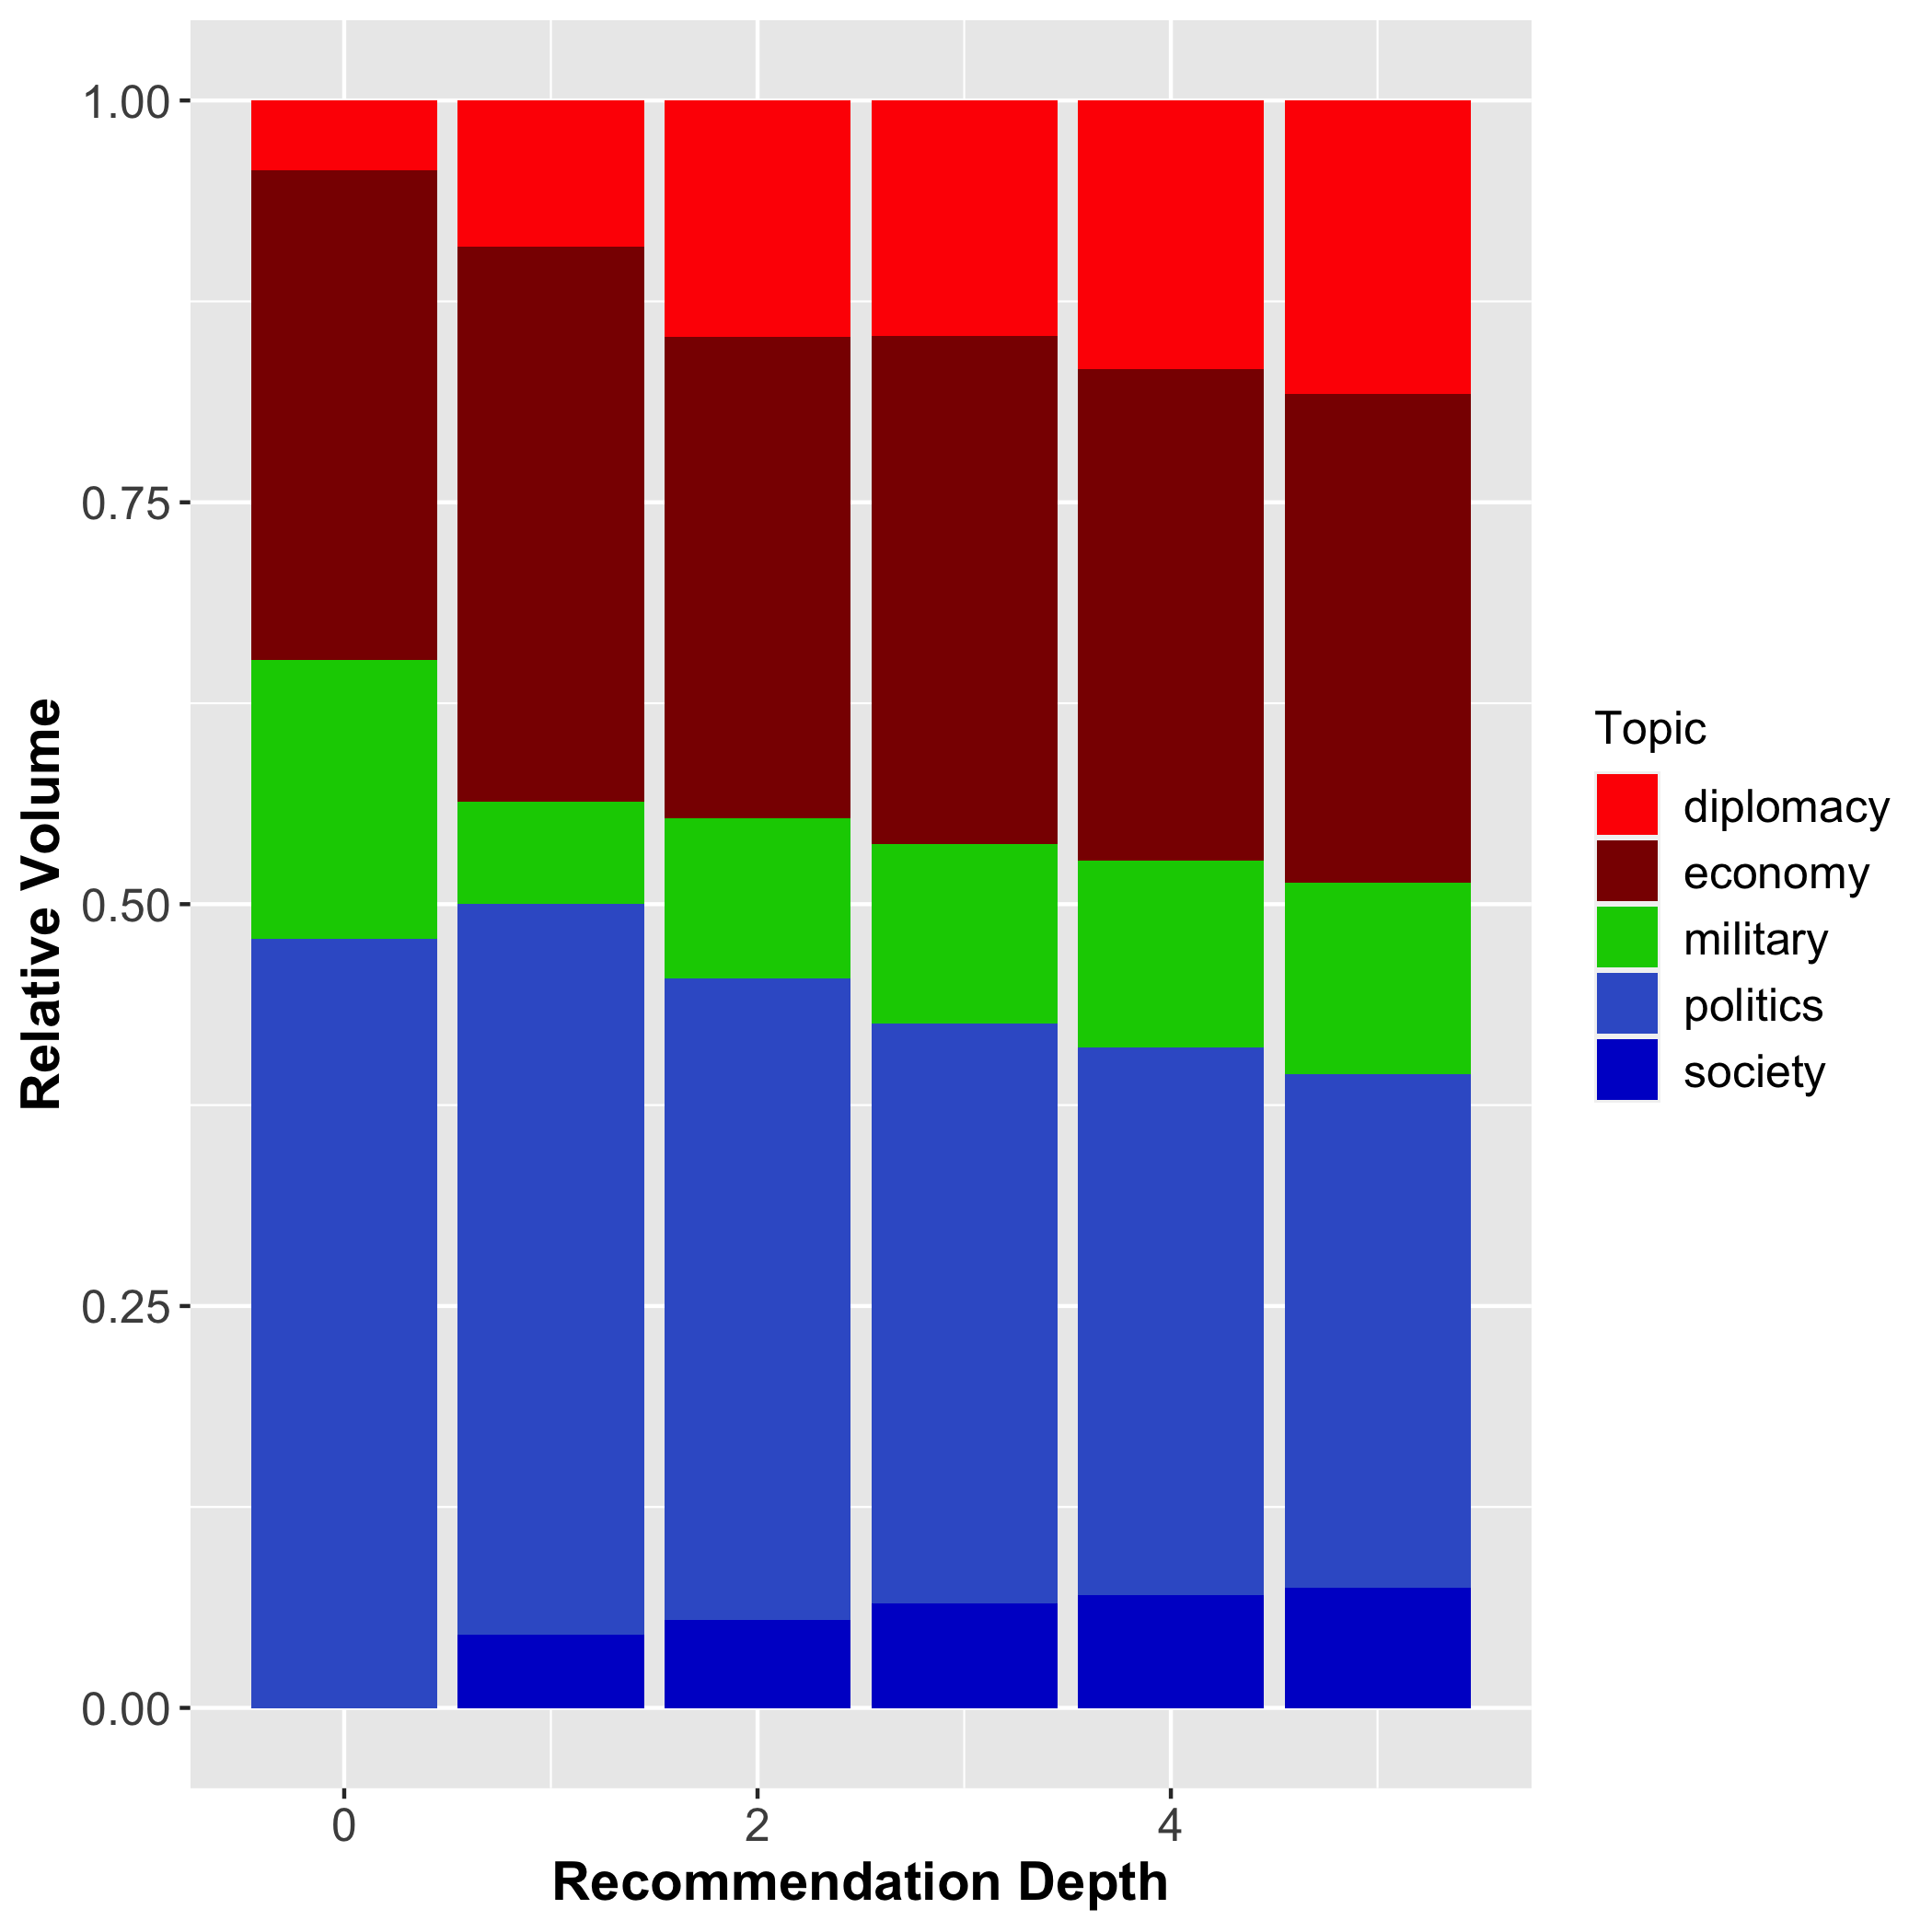 Relative Volume
1.00
0.75
0.50
0.25
0.00
0
2
4
Recommendation Depth
Topic
diplomacy
economy
military
politics
society